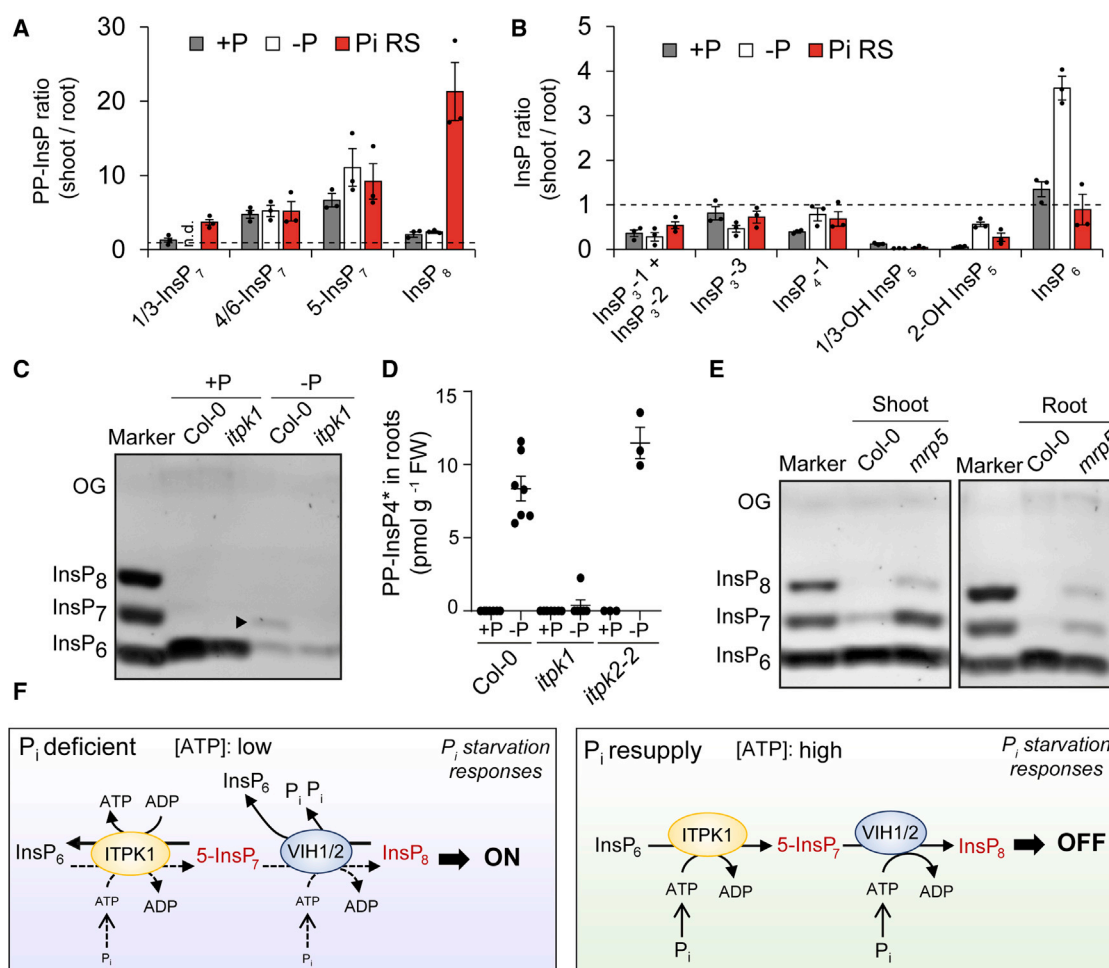 A
PP-InsP ratio
(shoot / root)
+P -P Pi RS
30
20
10
0
n.d.
1/3-InsP₇
4/6-InsP₇
5-InsP₇
InsP₈
B
InsP ratio
(shoot / root)
+P -P Pi RS
5
4
3
2
1
0
InsP₃-1 +
InsP₃-2
InsP₃-3
InsP₄-1
1/3-OH InsP₅
2-OH InsP₅
InsP₆
C
+P -P
Marker Col-0 itpk1 Col-0 itpk1
OG
InsP₈
InsP₇
InsP₆
D
PP-InsP4* in roots
(pmol g ⁻¹ FW)
15
10
5
0
+P -P +P -P +P -P
Col-0 itpk1 itpk2-2
E
Shoot Root
Marker Col-0 mrp5 Marker Col-0 mrp5
OG
InsP₈
InsP₇
InsP₆
F
Pᵢ deficient [ATP]: low Pᵢ starvation
responses
InsP₆ Pᵢ Pᵢ
ATP ADP
InsP₆ ITPK1 5-InsP₇ VIH1/2 InsP₈ ON
ATP ADP ATP ADP
Pᵢ Pᵢ
Pᵢ resupply [ATP]: high Pᵢ starvation
responses
InsP₆ ITPK1 5-InsP₇ VIH1/2 InsP₈ OFF
ATP ADP ATP ADP
Pᵢ Pᵢ